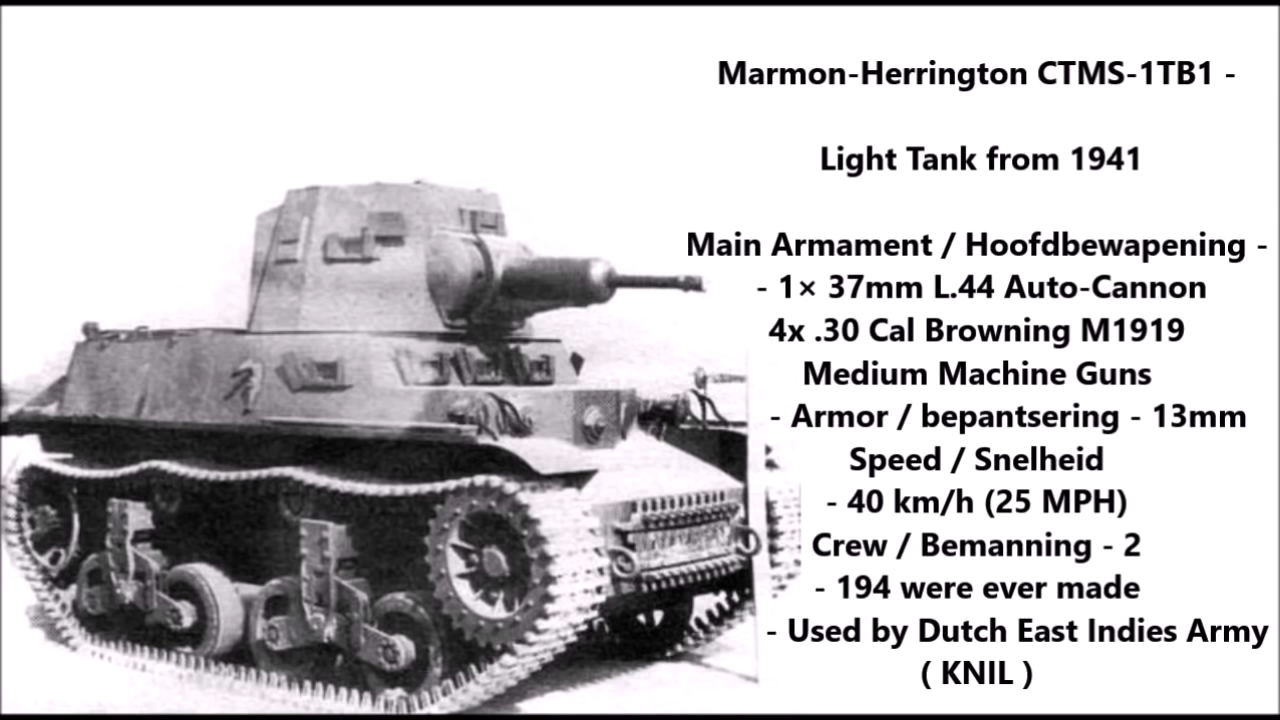 Marmon-Herrington CTMS-1TB1 -
Light Tank from 1941
Main Armament / Hoofdbewapening -
- 1× 37mm L.44 Auto-Cannon
4x .30 Cal Browning M1919
Medium Machine Guns
- Armor / bepantsering - 13mm
Speed / Snelheid
- 40 km/h (25 MPH)
Crew / Bemanning - 2
- 194 were ever made
- Used by Dutch East Indies Army
( KNIL )